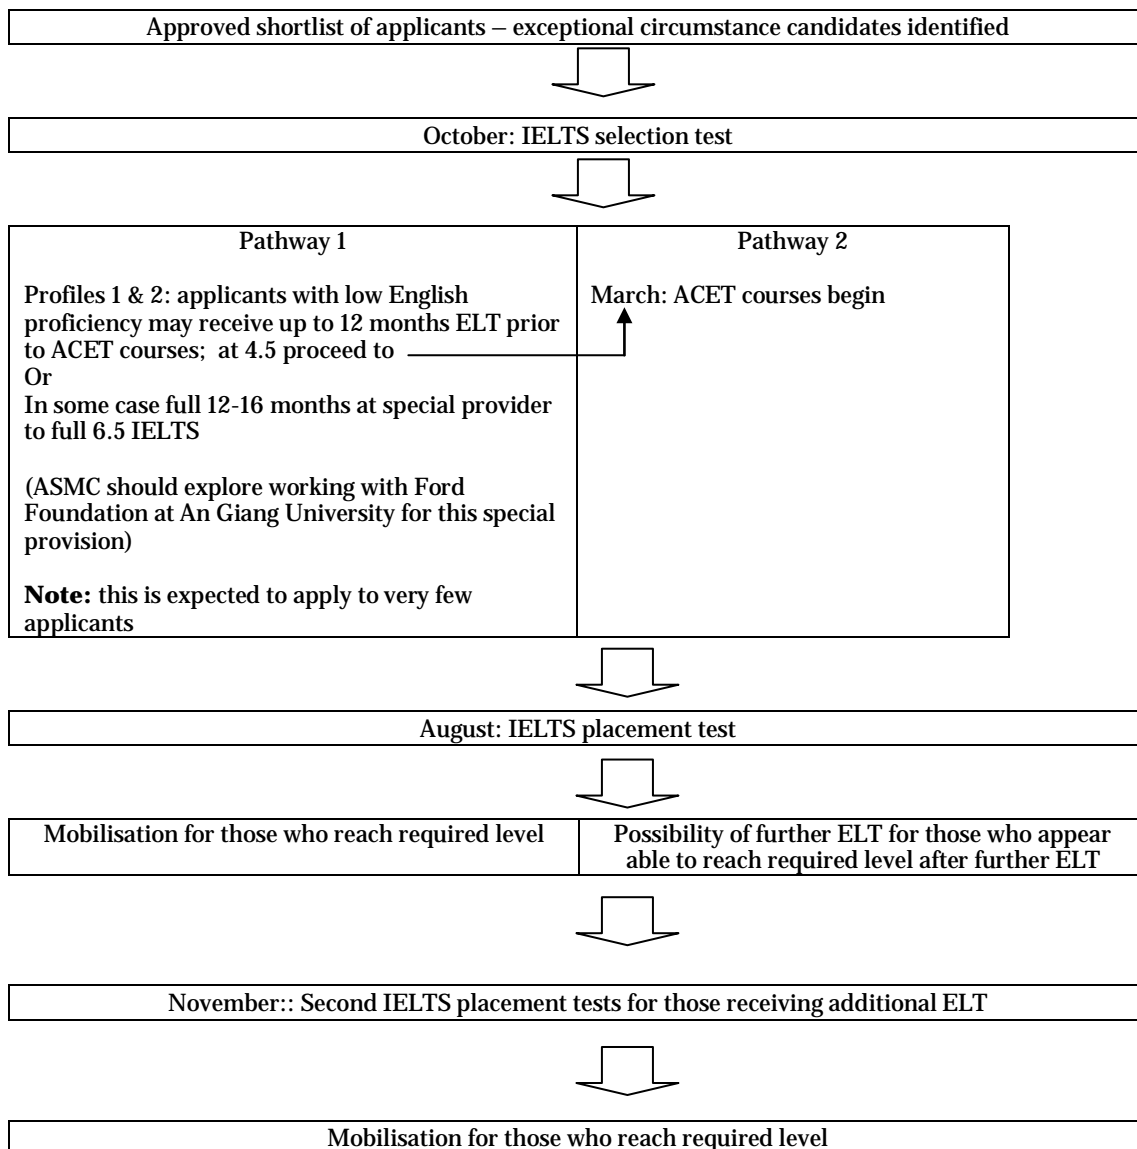 Approved shortlist of applicants – exceptional circumstance candidates identified
October: IELTS selection test
Pathway 1
Profiles 1 & 2: applicants with low English
proficiency may receive up to 12 months ELT prior
to ACET courses;  at 4.5 proceed to
Or
In some case full 12-16 months at special provider
to full 6.5 IELTS
(ASMC should explore working with Ford
Foundation at An Giang University for this special
provision)
Note: this is expected to apply to very few
applicants
Pathway 2
March: ACET courses begin
August: IELTS placement test
Mobilisation for those who reach required level
Possibility of further ELT for those who appear
able to reach required level after further ELT
November:: Second IELTS placement tests for those receiving additional ELT
Mobilisation for those who reach required level